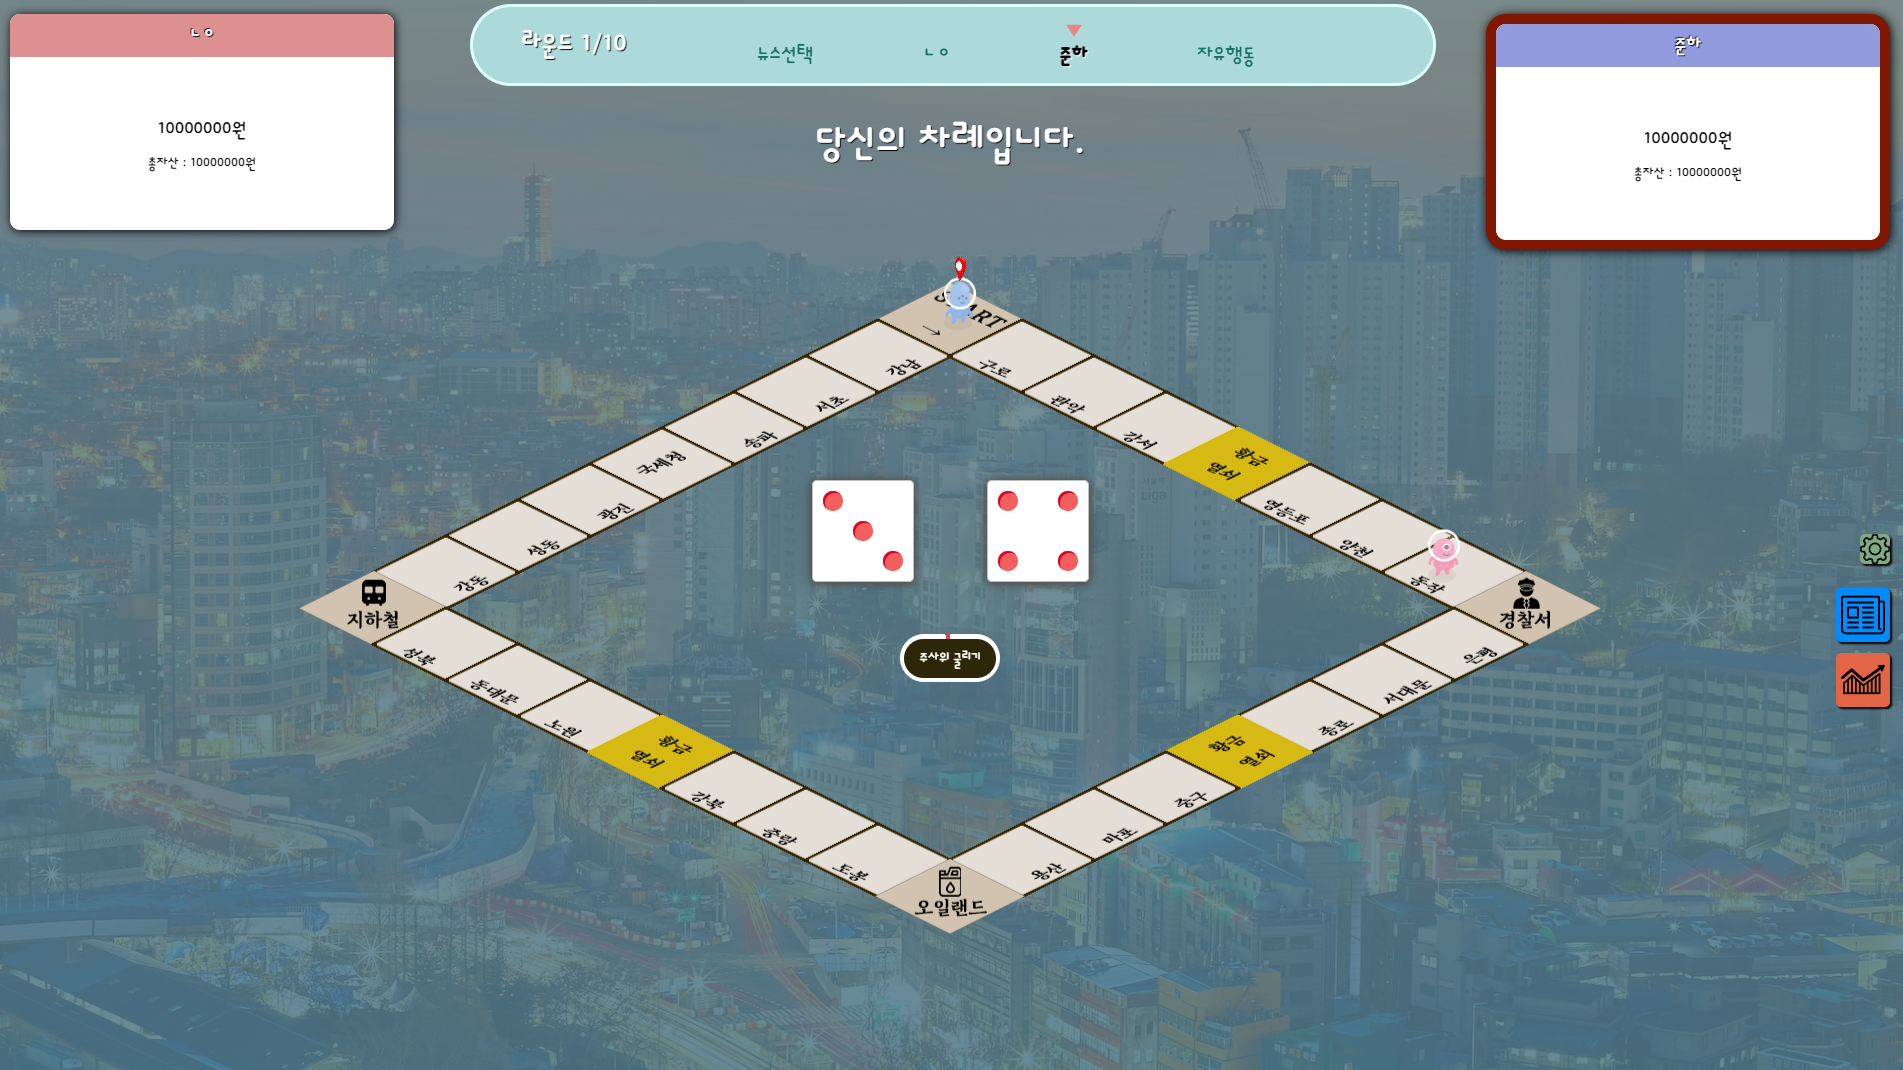 ㄴㅇ
10000000원
총자산 : 10000000원
라운드 1/10
뉴스선택
ㄴㅇ
준하
자유행동
준하
10000000원
총자산 : 10000000원
당신의 차례입니다.
START
→
강남
구로
서초
관악
송파
강서
국세청
황금
열쇠
광진
영등포
성동
양천
강동
동작
지하철
경찰서
성북
은평
동대문
서대문
노원
종로
황금
열쇠
황금
열쇠
강북
중구
중랑
마포
도봉
용산
오일랜드
주사위 굴리기